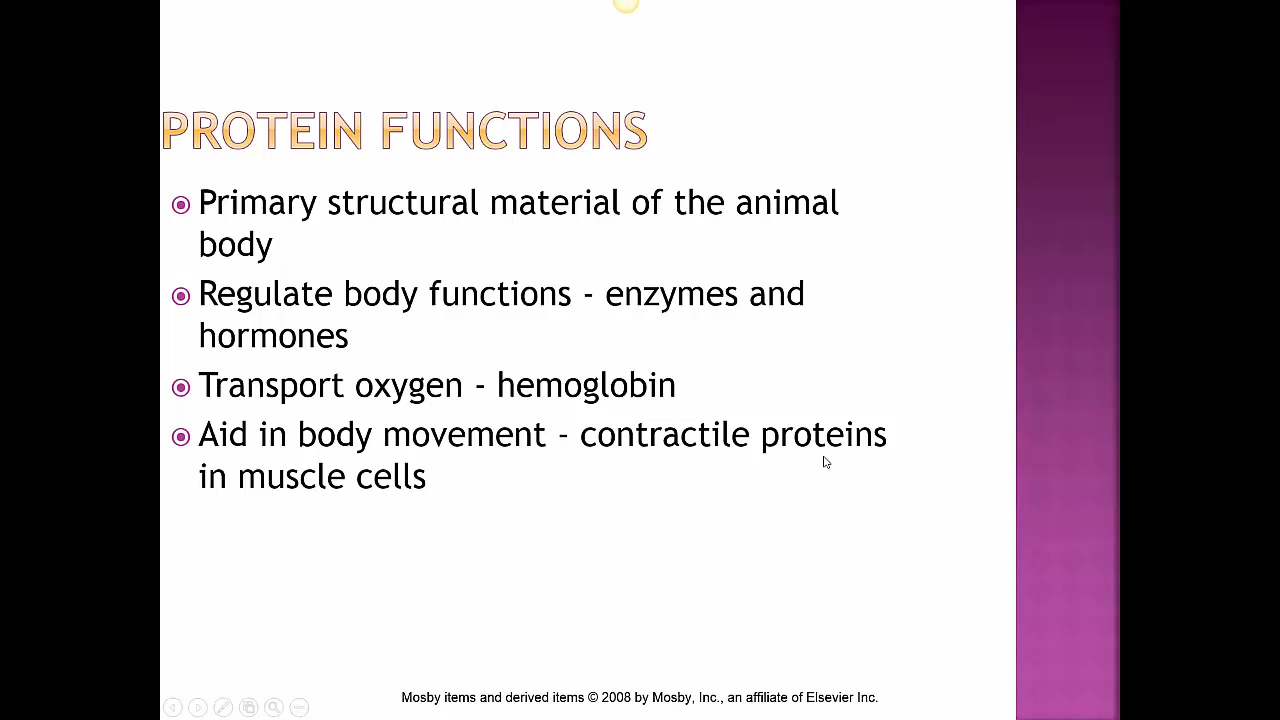 PROTEIN FUNCTIONS
Primary structural material of the animal
body
Regulate body functions - enzymes and
hormones
Transport oxygen - hemoglobin
Aid in body movement - contractile proteins
in muscle cells
Mosby items and derived items © 2008 by Mosby, Inc., an affiliate of Elsevier Inc.